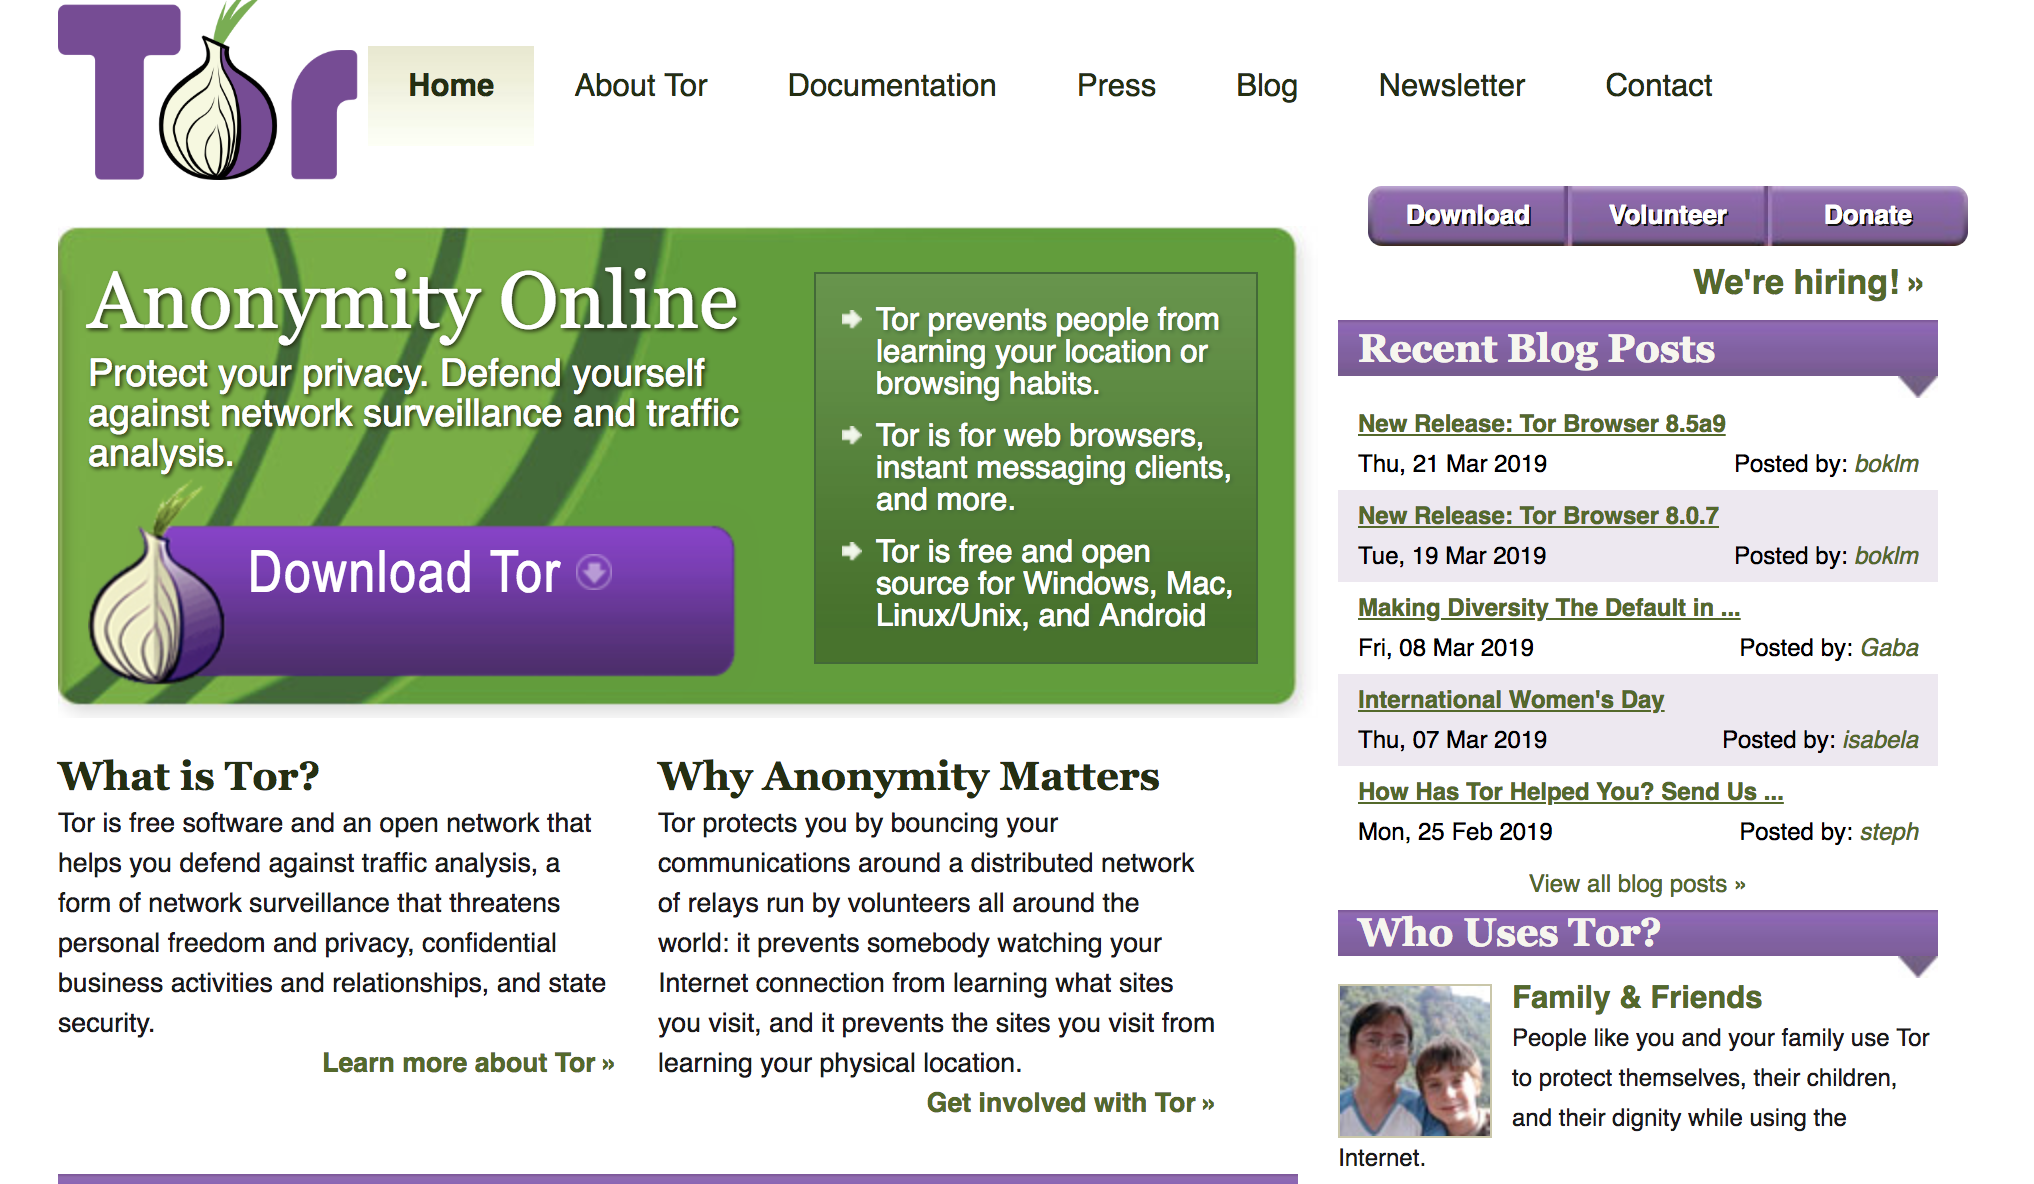 Tor
Home
About Tor
Documentation
Press
Blog
Newsletter
Contact
Download
Volunteer
Donate
We're hiring! »
Anonymity Online
Protect your privacy. Defend yourself
against network surveillance and traffic
analysis.
Download Tor
Tor prevents people from
learning your location or
browsing habits.
Tor is for web browsers,
instant messaging clients,
and more.
Tor is free and open
source for Windows, Mac,
Linux/Unix, and Android
What is Tor?
Tor is free software and an open network that
helps you defend against traffic analysis, a
form of network surveillance that threatens
personal freedom and privacy, confidential
business activities and relationships, and state
security.
Learn more about Tor »
Why Anonymity Matters
Tor protects you by bouncing your
communications around a distributed network
of relays run by volunteers all around the
world: it prevents somebody watching your
Internet connection from learning what sites
you visit, and it prevents the sites you visit from
learning your physical location.
Get involved with Tor »
Recent Blog Posts
New Release: Tor Browser 8.5a9
Thu, 21 Mar 2019 Posted by: boklm
New Release: Tor Browser 8.0.7
Tue, 19 Mar 2019 Posted by: boklm
Making Diversity The Default in ...
Fri, 08 Mar 2019 Posted by: Gaba
International Women's Day
Thu, 07 Mar 2019 Posted by: isabela
How Has Tor Helped You? Send Us ...
Mon, 25 Feb 2019 Posted by: steph
View all blog posts »
Who Uses Tor?
Family & Friends
People like you and your family use Tor
to protect themselves, their children,
and their dignity while using the
Internet.